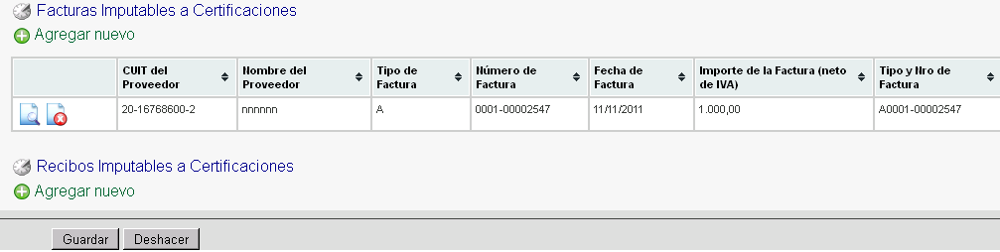 Facturas Imputables a Certificaciones
Agregar nuevo
CUIT del Proveedor Nombre del Proveedor Tipo de Factura Número de Factura Fecha de Factura Importe de la Factura (neto de IVA) Tipo y Nro de Factura
20-16768600-2 nnnnnn A 0001-00002547 11/11/2011 1.000,00 A0001-00002547
Recibos Imputables a Certificaciones
Agregar nuevo
Guardar Deshacer